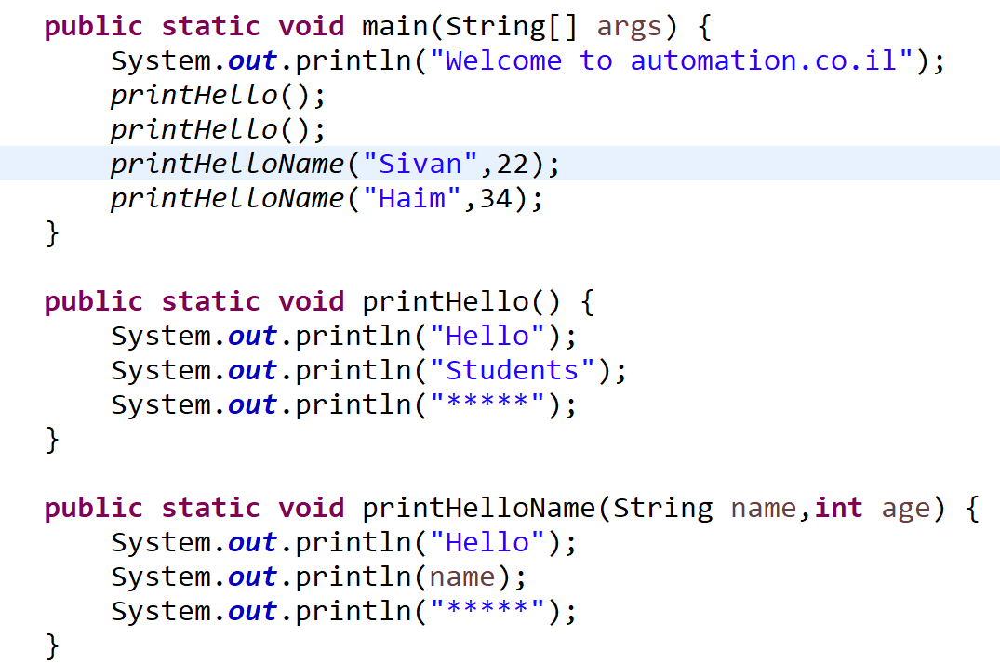 public static void main(String[] args) {
System.out.println("Welcome to automation.co.il");
printHello();
printHello();
printHelloName("Sivan",22);
printHelloName("Haim",34);
}
public static void printHello() {
System.out.println("Hello");
System.out.println("Students");
System.out.println("*****");
}
public static void printHelloName(String name,int age) {
System.out.println("Hello");
System.out.println(name);
System.out.println("*****");
}